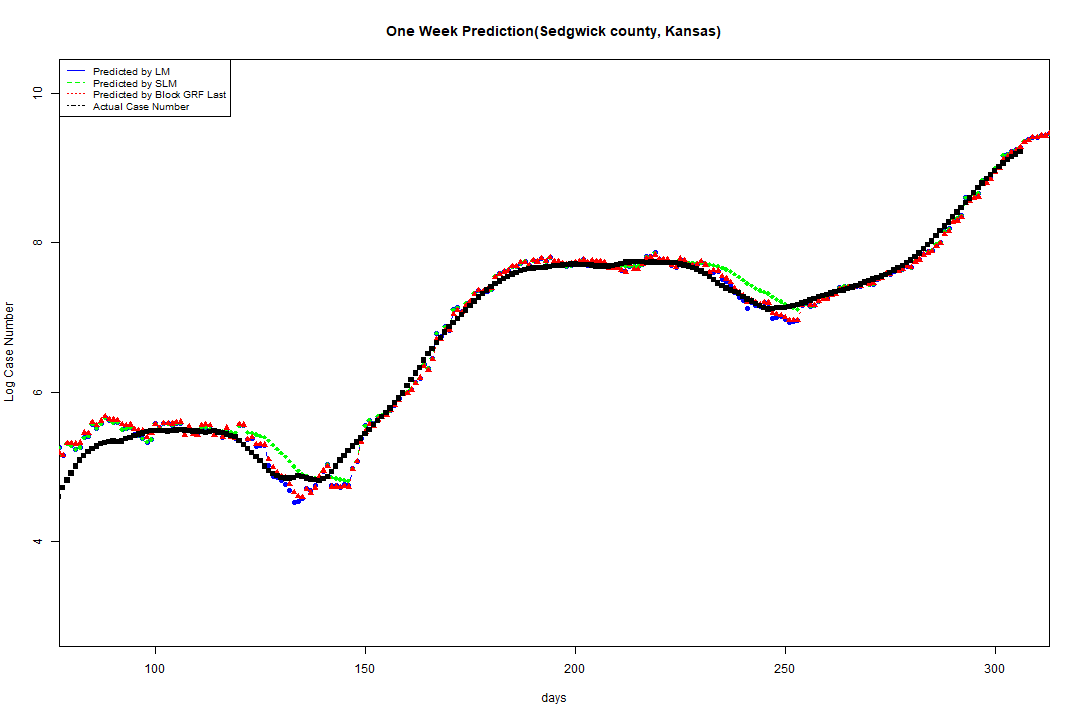 One Week Prediction(Sedgwick county, Kansas)
Predicted by LM
Predicted by SLM
Predicted by Block GRF Last
Actual Case Number
10
8
6
4
Log Case Number
100 150 200 250 300
days